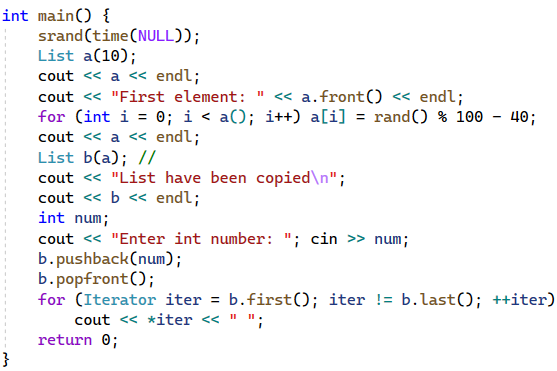 int main() {
    srand(time(NULL));
    List a(10);
    cout << a << endl;
    cout << "First element: " << a.front() << endl;
    for (int i = 0; i < a(); i++) a[i] = rand() % 100 - 40;
    cout << a << endl;
    List b(a); //
    cout << "List have been copied\n";
    cout << b << endl;
    int num;
    cout << "Enter int number: "; cin >> num;
    b.pushback(num);
    b.popfront();
    for (Iterator iter = b.first(); iter != b.last(); ++iter)
        cout << *iter << " ";
    return 0;
}